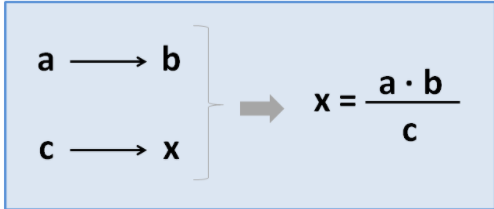 a ⟶ b
c ⟶ x
x = a · b / c